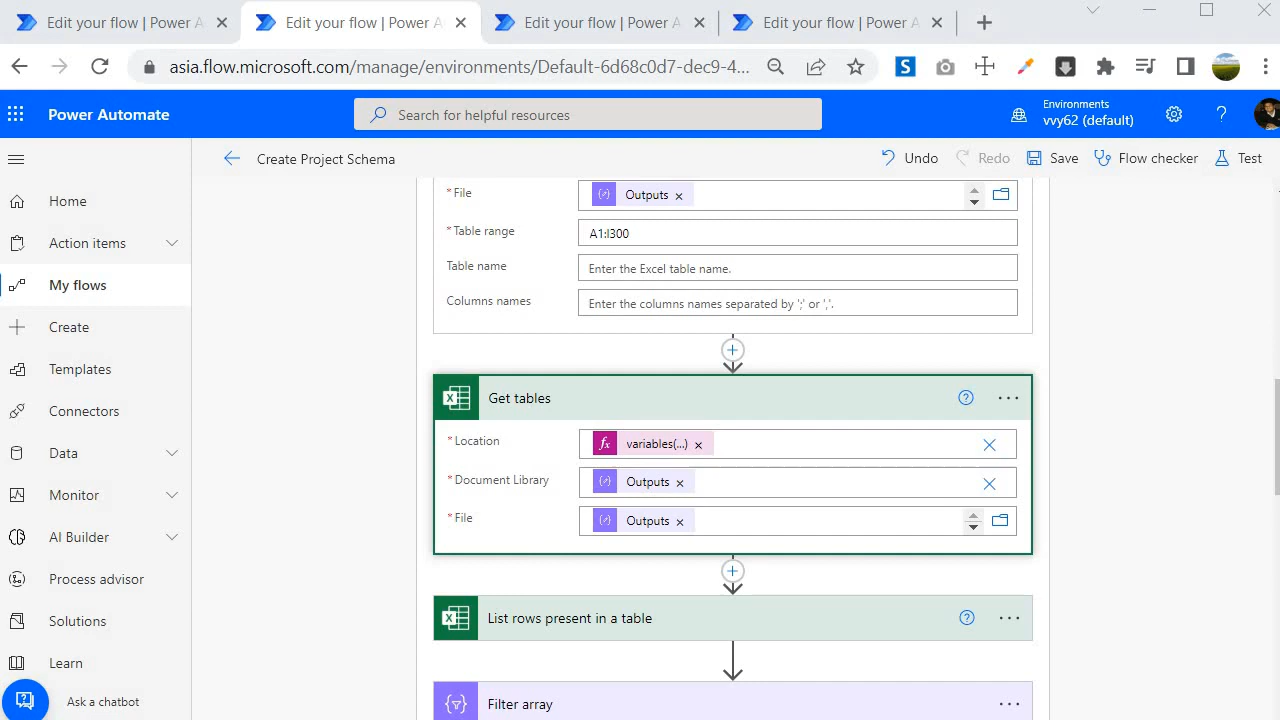 Edit your flow | Power A
Edit your flow | Power A
Edit your flow | Power A
Edit your flow | Power A
asia.flow.microsoft.com/manage/environments/Default-6d68c0d7-dec9-4...
Power Automate
Search for helpful resources
Environments
vvy62 (default)
Create Project Schema
Undo
Redo
Save
Flow checker
Test
Home
Action items
My flows
Create
Templates
Connectors
Data
Monitor
AI Builder
Process advisor
Solutions
Learn
Ask a chatbot
* File
Outputs
* Table range
A1:I300
Table name
Enter the Excel table name.
Columns names
Enter the columns names separated by ';' or ','.
Get tables
* Location
fx variables(...)
* Document Library
Outputs
* File
Outputs
List rows present in a table
Filter array